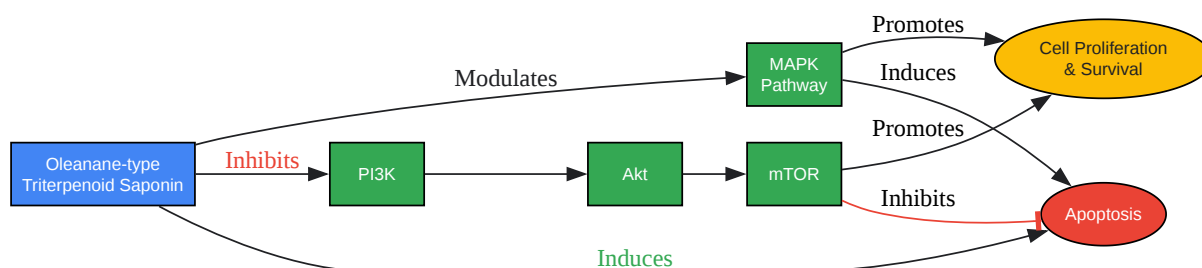 Promotes
Cell Proliferation
& Survival
MAPK
Pathway
Induces
Modulates
Promotes
Oleanane-type
Triterpenoid Saponin
Inhibits
PI3K
Akt
mTOR
Inhibits
Apoptosis
Induces